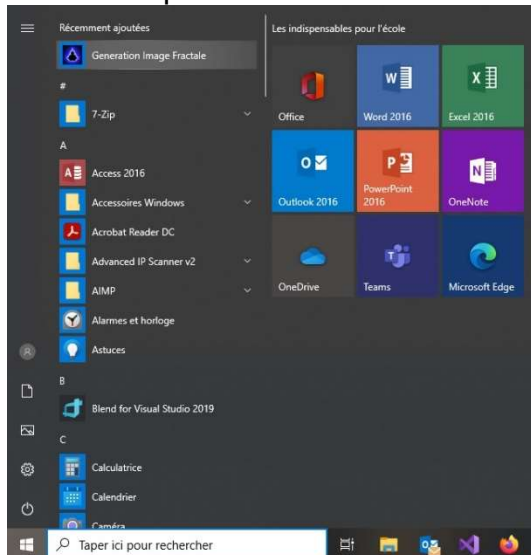 Récemment ajoutées
Generation Image Fractale
#
7-Zip
A
Access 2016
Accessoires Windows
Acrobat Reader DC
Advanced IP Scanner v2
AIMP
Alarmes et horloge
Astuces
B
Blend for Visual Studio 2019
C
Calculatrice
Calendrier
Caméra
Les indispensables pour l'école
Office
Word 2016
Excel 2016
Outlook 2016
PowerPoint
2016
OneNote
OneDrive
Teams
Microsoft Edge
Taper ici pour rechercher